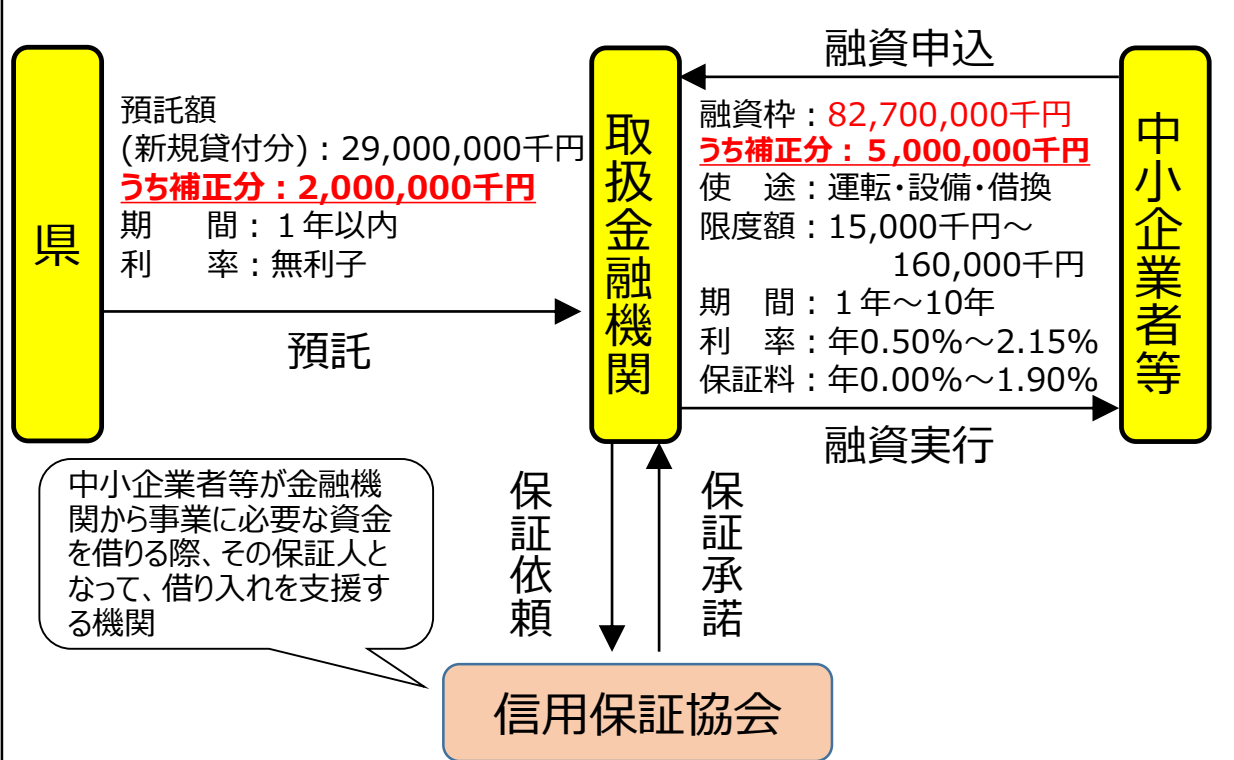 県
預託額
(新規貸付分)：29,000,000千円
うち補正分：2,000,000千円
期　　間：１年以内
利　　率：無利子
預託
取扱金融機関
融資申込
融資枠：82,700,000千円
うち補正分：５,000,000千円
使　途：運転・設備・借換
限度額：15,000千円～
160,000千円
期　間：１年～10年
利　率：年0.50%～2.15%
保証料：年0.00%～1.90%
融資実行
中小企業者等
中小企業者等が金融機
関から事業に必要な資金
を借りる際、その保証人と
なって、借り入れを支援す
る機関
保証依頼
保証承諾
信用保証協会